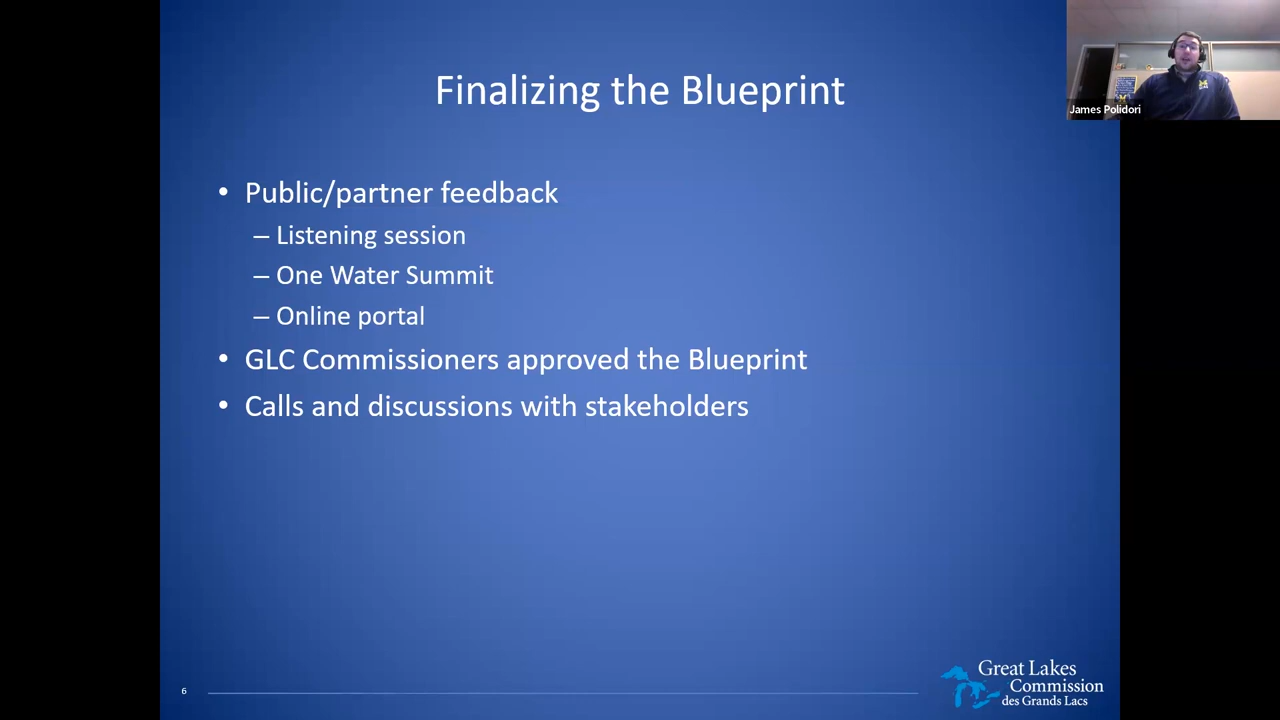 Finalizing the Blueprint
James Polidori
• Public/partner feedback
– Listening session
– One Water Summit
– Online portal
• GLC Commissioners approved the Blueprint
• Calls and discussions with stakeholders
6
Great Lakes
Commission
des Grands Lacs